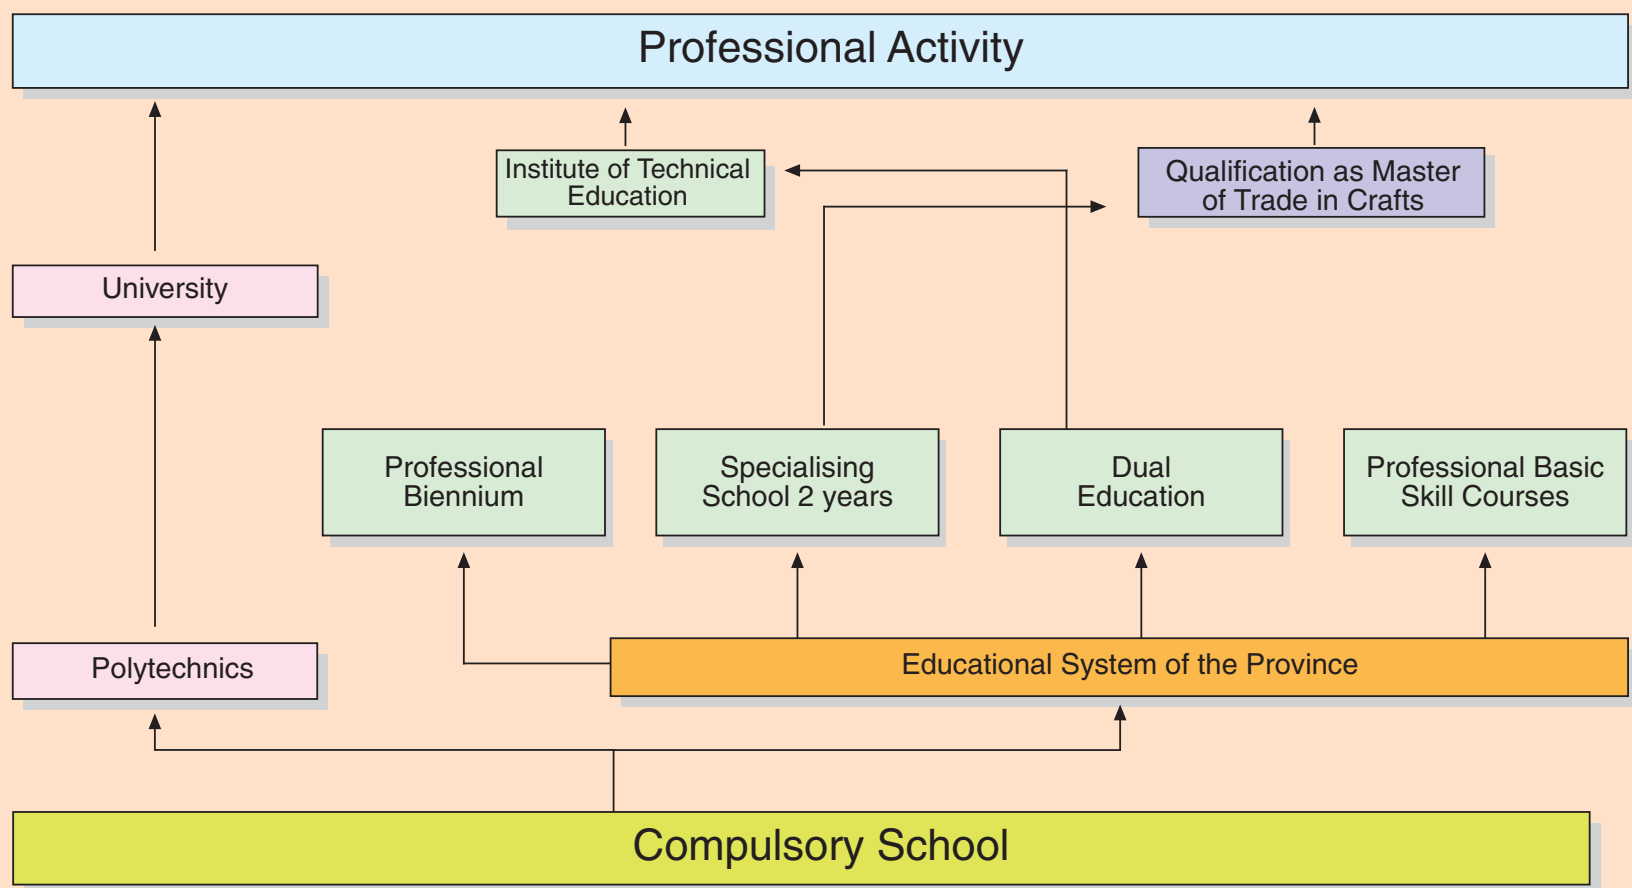 Professional Activity
Institute of Technical
Education
Qualification as Master
of Trade in Crafts
University
Professional
Biennium
Specialising
School 2 years
Dual
Education
Professional Basic
Skill Courses
Polytechnics
Educational System of the Province
Compulsory School